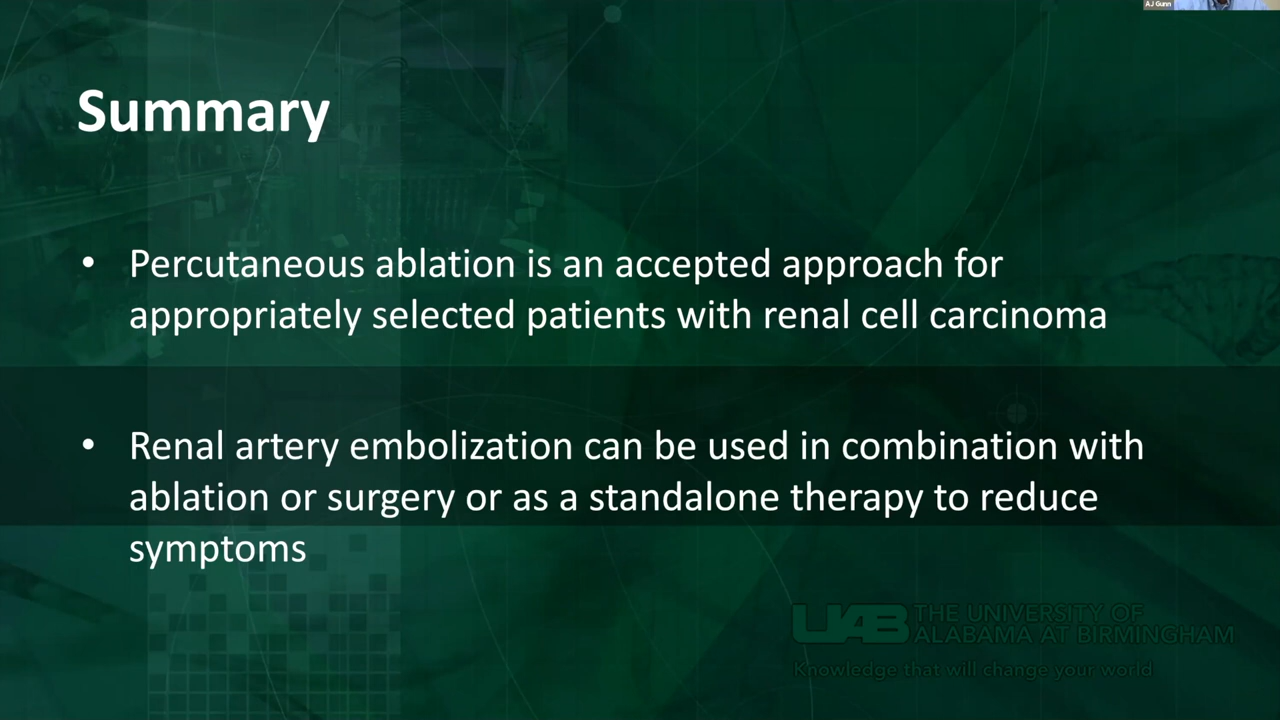 AJ Gunn
Summary
• Percutaneous ablation is an accepted approach for
appropriately selected patients with renal cell carcinoma
• Renal artery embolization can be used in combination with
ablation or surgery or as a standalone therapy to reduce
symptoms
UAB THE UNIVERSITY OF
ALABAMA AT BIRMINGHAM
Knowledge that will change your world